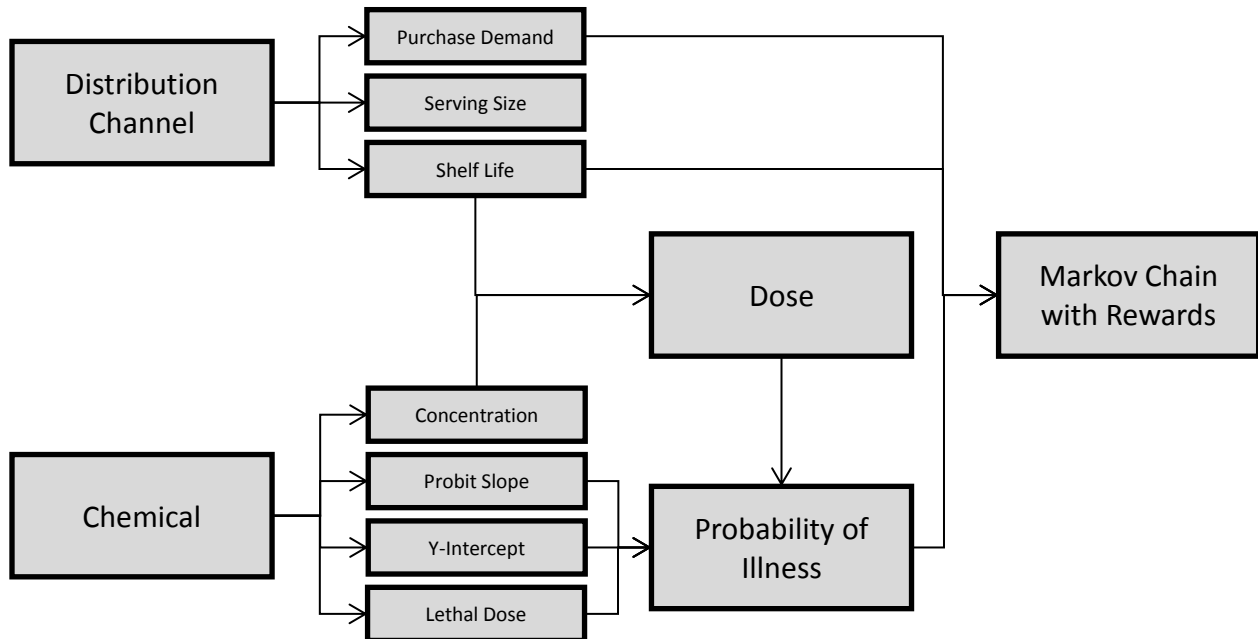 Purchase Demand
Distribution
Channel
Serving Size
Shelf Life
Dose
Markov Chain
with Rewards
Concentration
Chemical
Probit Slope
Y-Intercept
Lethal Dose
Probability of
Illness